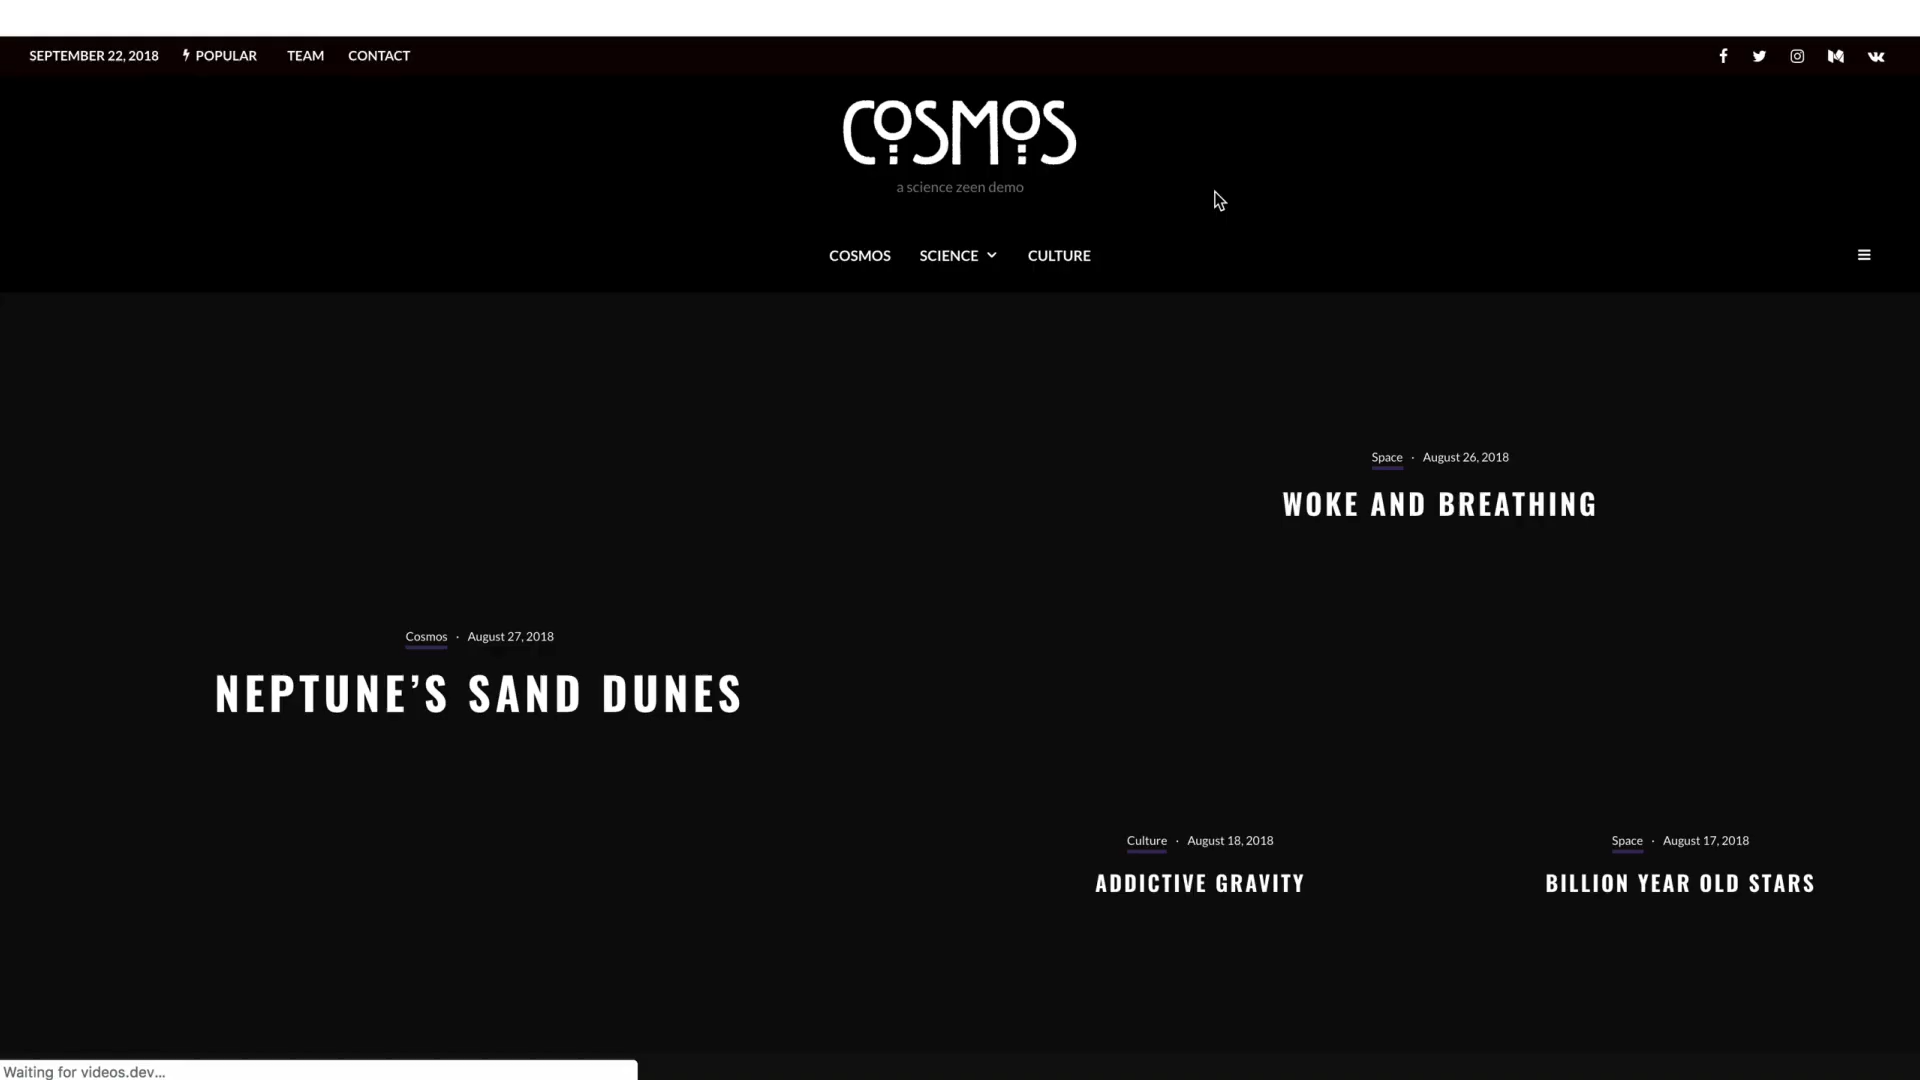 SEPTEMBER 22, 2018 POPULAR TEAM CONTACT
COSMOS
a science zeen demo
COSMOS SCIENCE CULTURE
Space · August 26, 2018
WOKE AND BREATHING
Cosmos · August 27, 2018
NEPTUNE’S SAND DUNES
Culture · August 18, 2018
ADDICTIVE GRAVITY
Space · August 17, 2018
BILLION YEAR OLD STARS
Waiting for videos.dev...